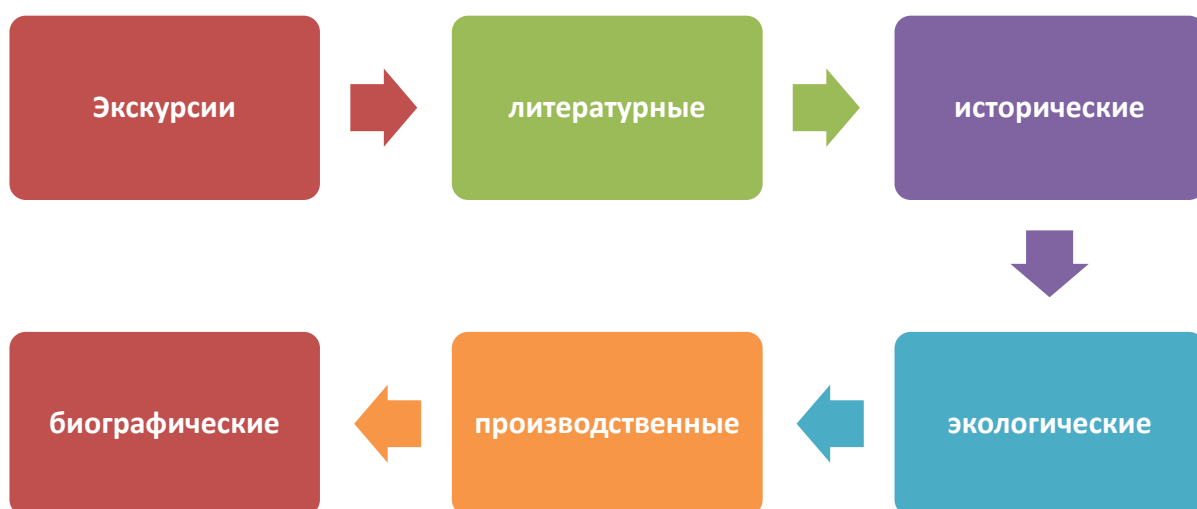 Экскурсии
литературные
исторические
экологические
производственные
биографические